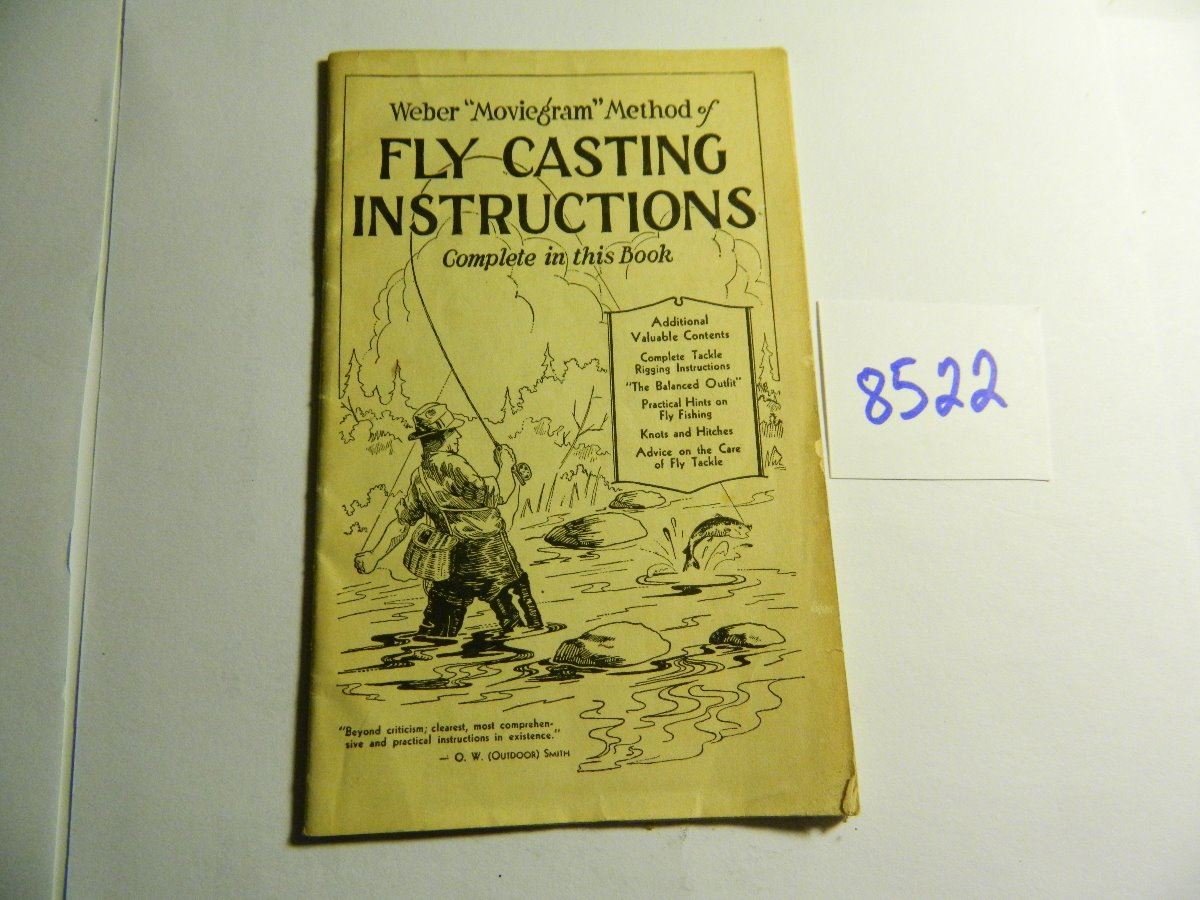 Weber "Moviegram" Method of
FLY CASTING
INSTRUCTIONS
Complete in this Book
Additional
Valuable Contents
Complete Tackle
Rigging Instructions
"The Balanced Outfit"
Practical Hints on
Fly Fishing
Knots and Hitches
Advice on the Care
of Fly Tackle
8522
"Beyond criticism; clearest, most comprehen-
sive and practical instructions in existence."
— O. W. (OUTDOOR) SMITH